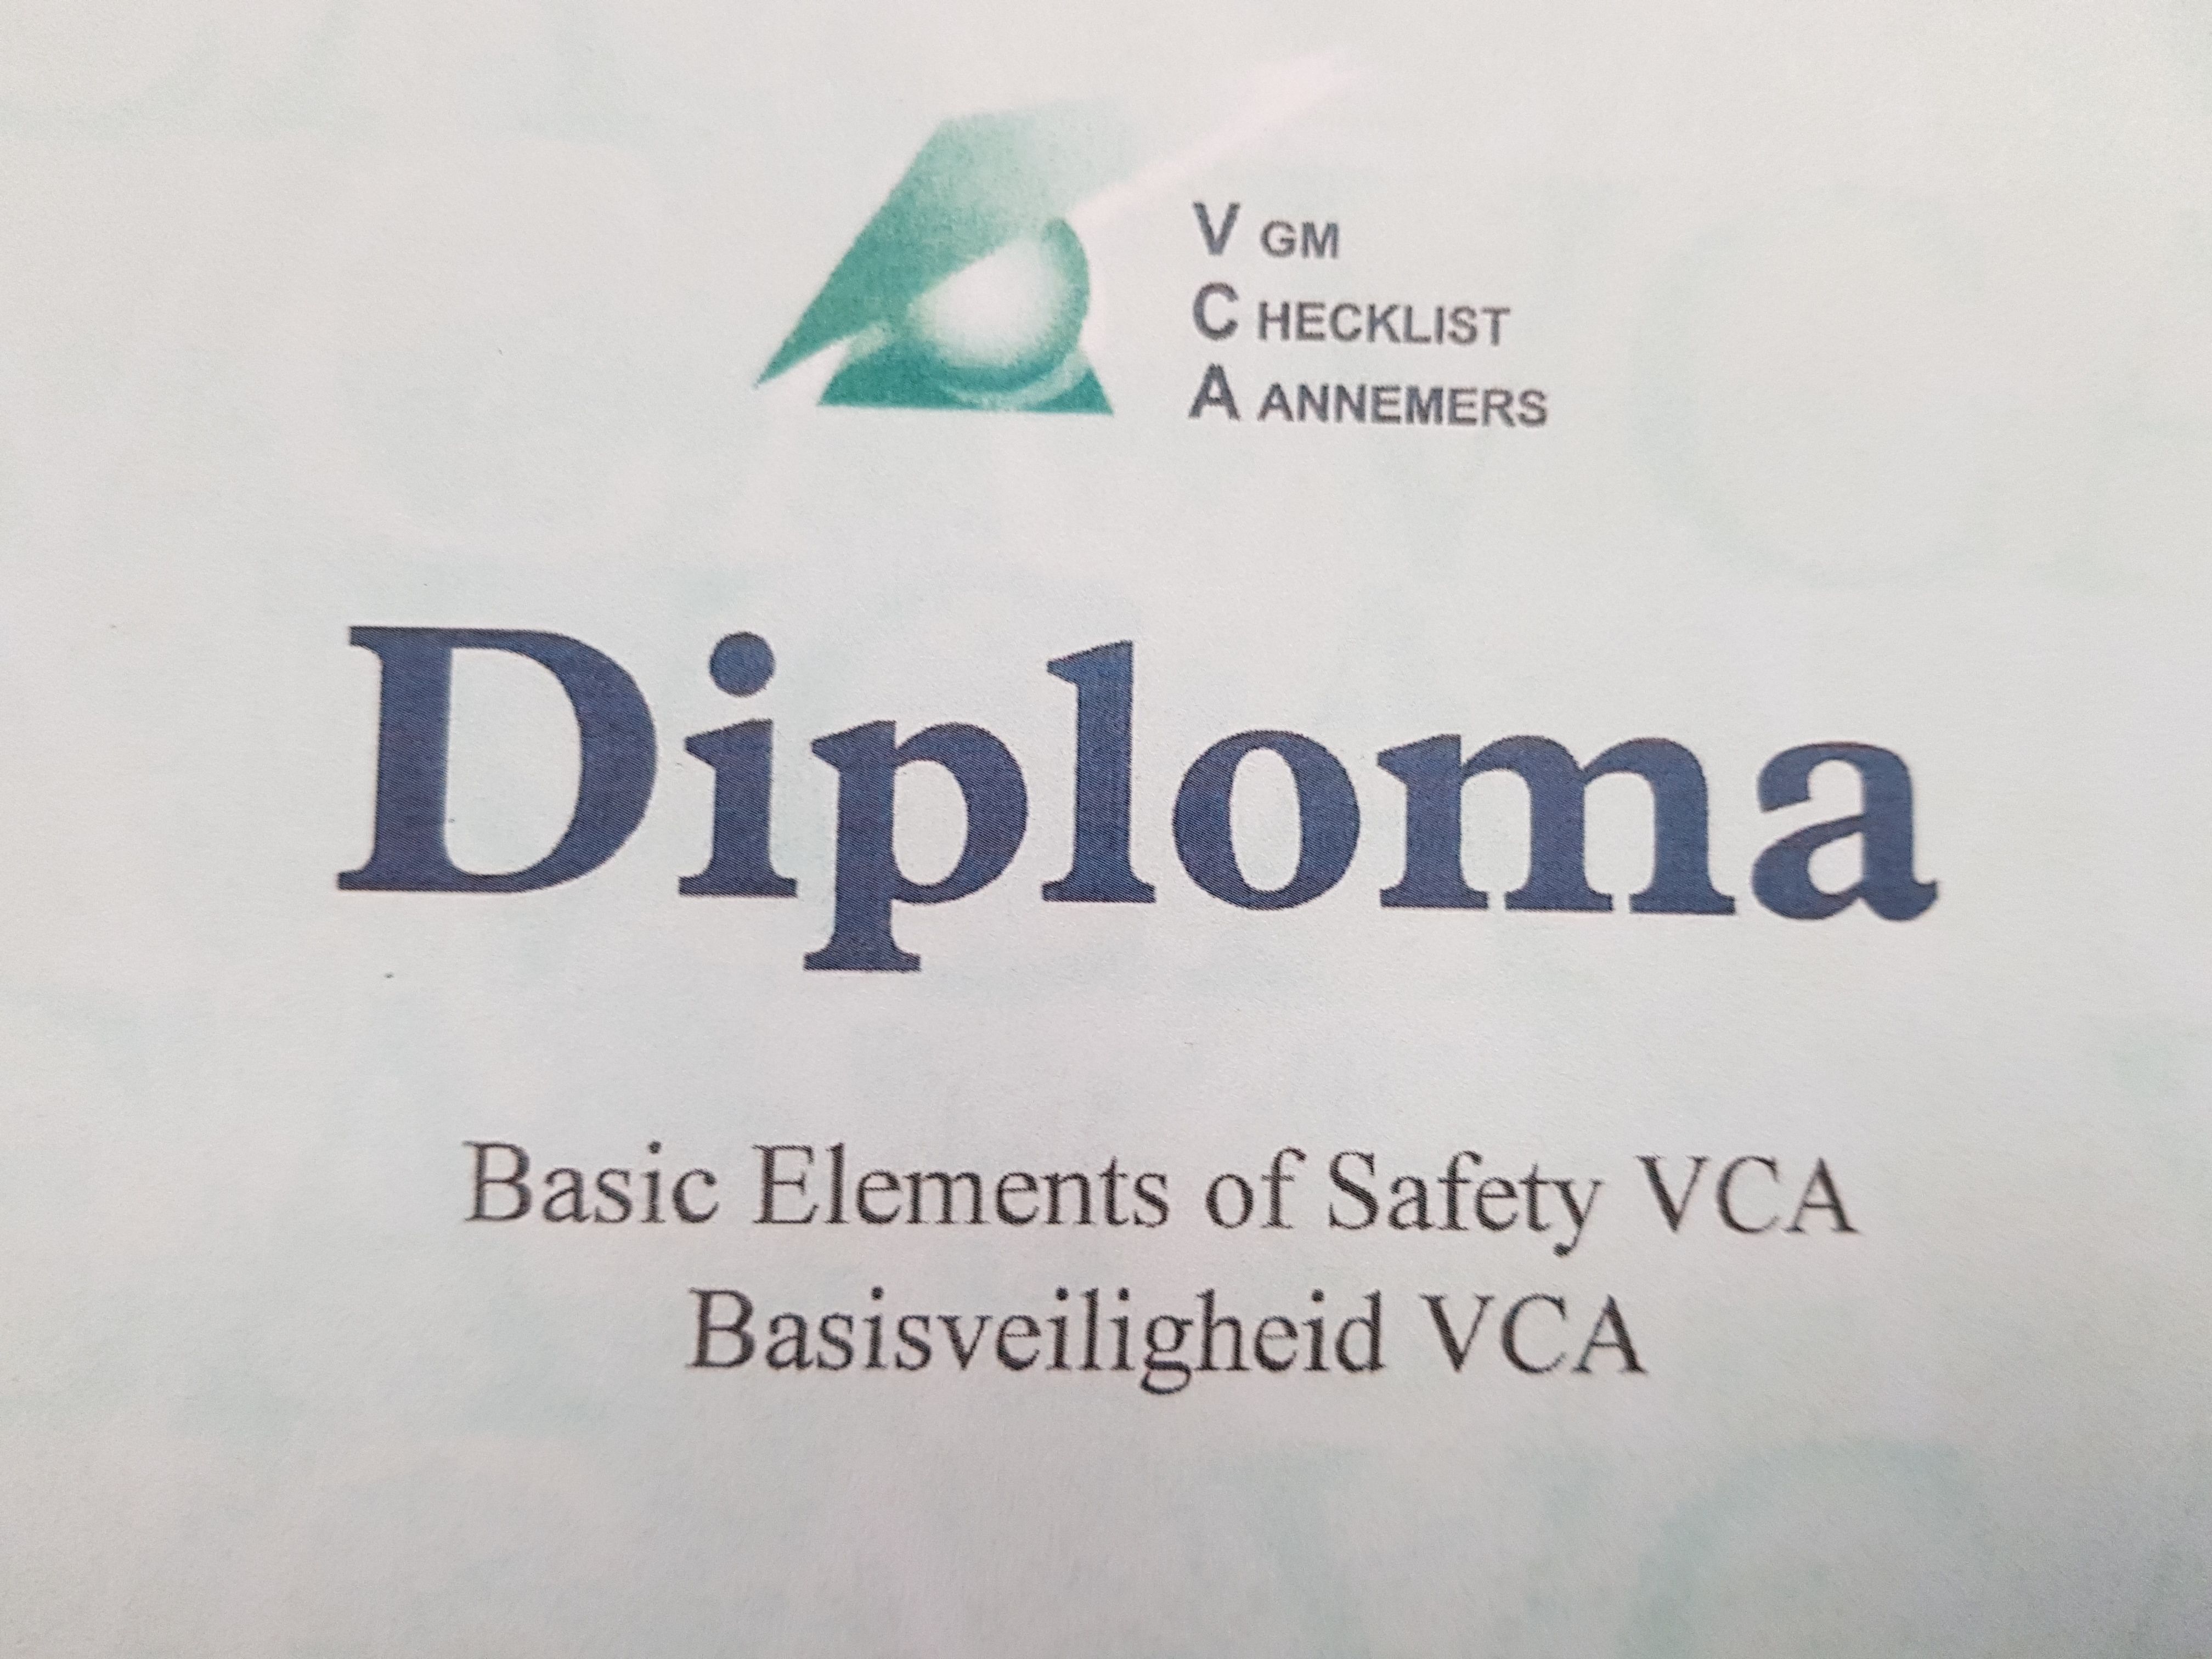 V GM
C HECKLIST
A ANNEMERS
Diploma
Basic Elements of Safety VCA
Basisveiligheid VCA